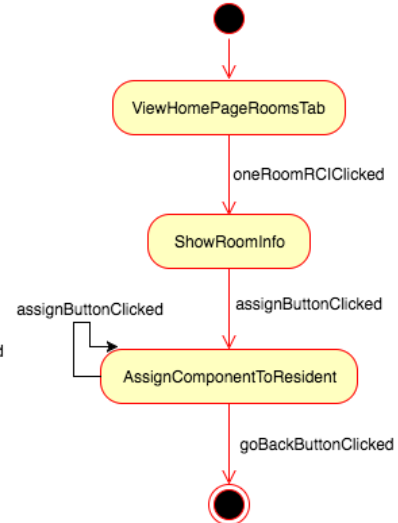 ViewHomePageRoomsTab
oneRoomRCIClicked
ShowRoomInfo
assignButtonClicked
assignButtonClicked
d
AssignComponentToResident
goBackButtonClicked